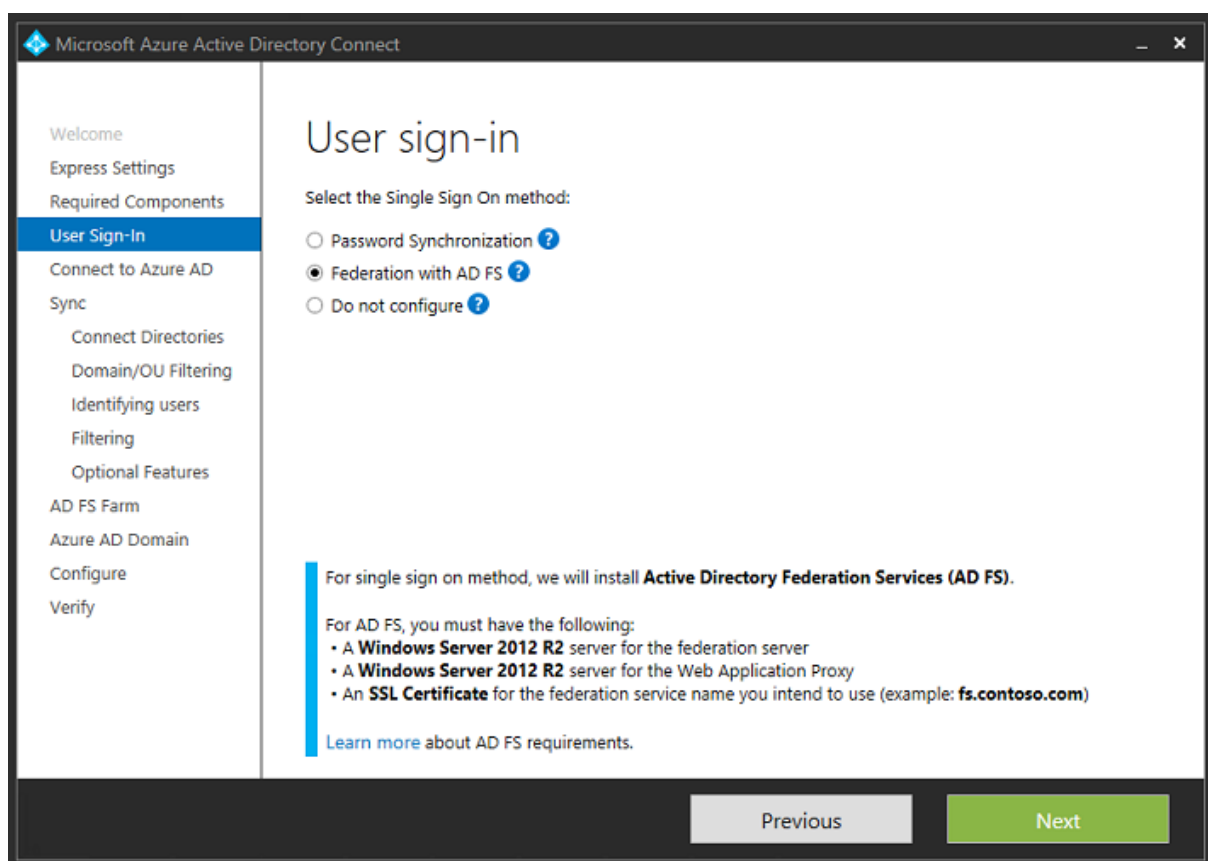 Microsoft Azure Active Directory Connect
Welcome
Express Settings
Required Components
User Sign-In
Connect to Azure AD
Sync
Connect Directories
Domain/OU Filtering
Identifying users
Filtering
Optional Features
AD FS Farm
Azure AD Domain
Configure
Verify
User sign-in
Select the Single Sign On method:
Password Synchronization ?
Federation with AD FS ?
Do not configure ?
For single sign on method, we will install Active Directory Federation Services (AD FS).
For AD FS, you must have the following:
• A Windows Server 2012 R2 server for the federation server
• A Windows Server 2012 R2 server for the Web Application Proxy
• An SSL Certificate for the federation service name you intend to use (example: fs.contoso.com)
Learn more about AD FS requirements.
Previous
Next